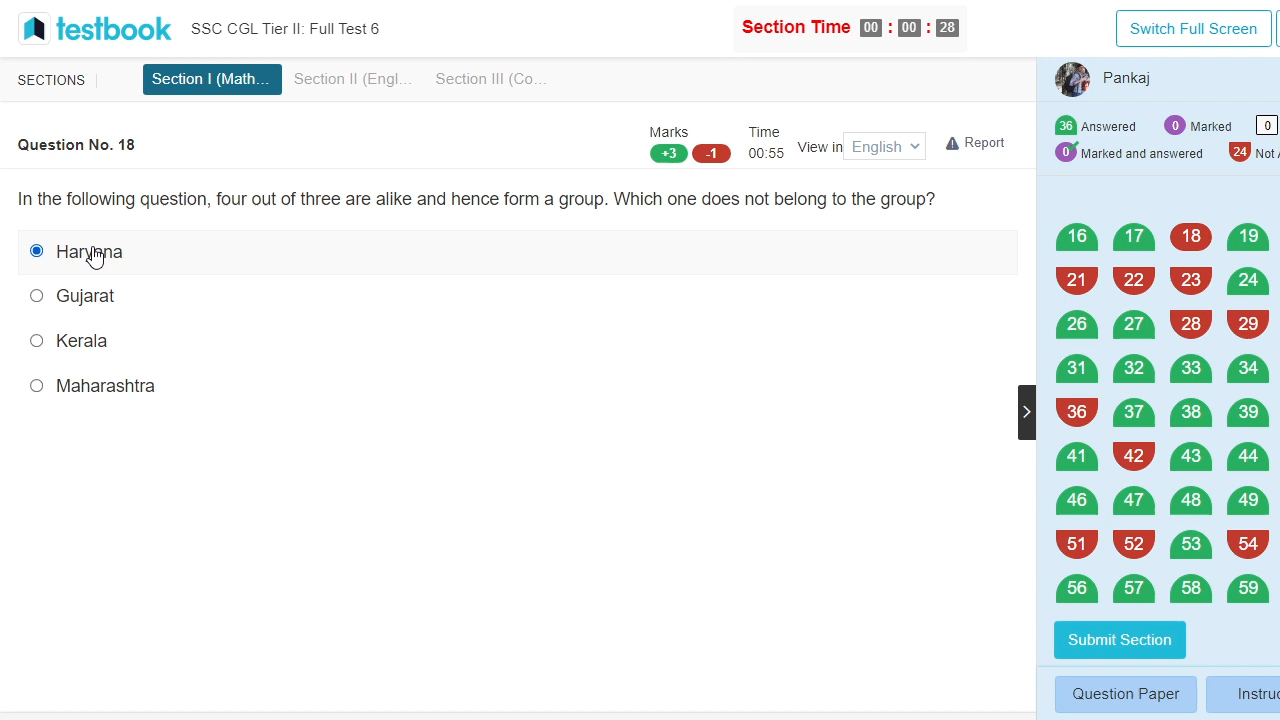 testbook SSC CGL Tier II: Full Test 6 Section Time 00 : 00 : 28 Switch Full Screen
SECTIONS Section I (Math... Section II (Engl... Section III (Co... Pankaj
Question No. 18 Marks +3 -1 Time 00:55 View in English Report
36 Answered 0 Marked 0
0 Marked and answered 24 Not
In the following question, four out of three are alike and hence form a group. Which one does not belong to the group?
Haryana
Gujarat
Kerala
Maharashtra
16 17 18 19
21 22 23 24
26 27 28 29
31 32 33 34
36 37 38 39
41 42 43 44
46 47 48 49
51 52 53 54
56 57 58 59
Submit Section
Question Paper Instruc